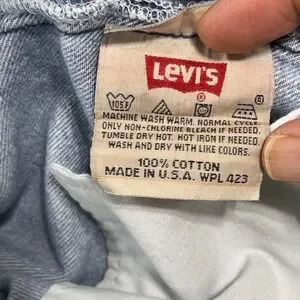 LEVI'S
®
105F ®
MACHINE WASH WARM. NORMAL CYCLE.
ONLY NON-CHLORINE BLEACH IF NEEDED.
TUMBLE DRY HOT. HOT IRON IF NEEDED.
WASH AND DRY WITH LIKE COLORS.
100% COTTON
MADE IN U.S.A. WPL 423